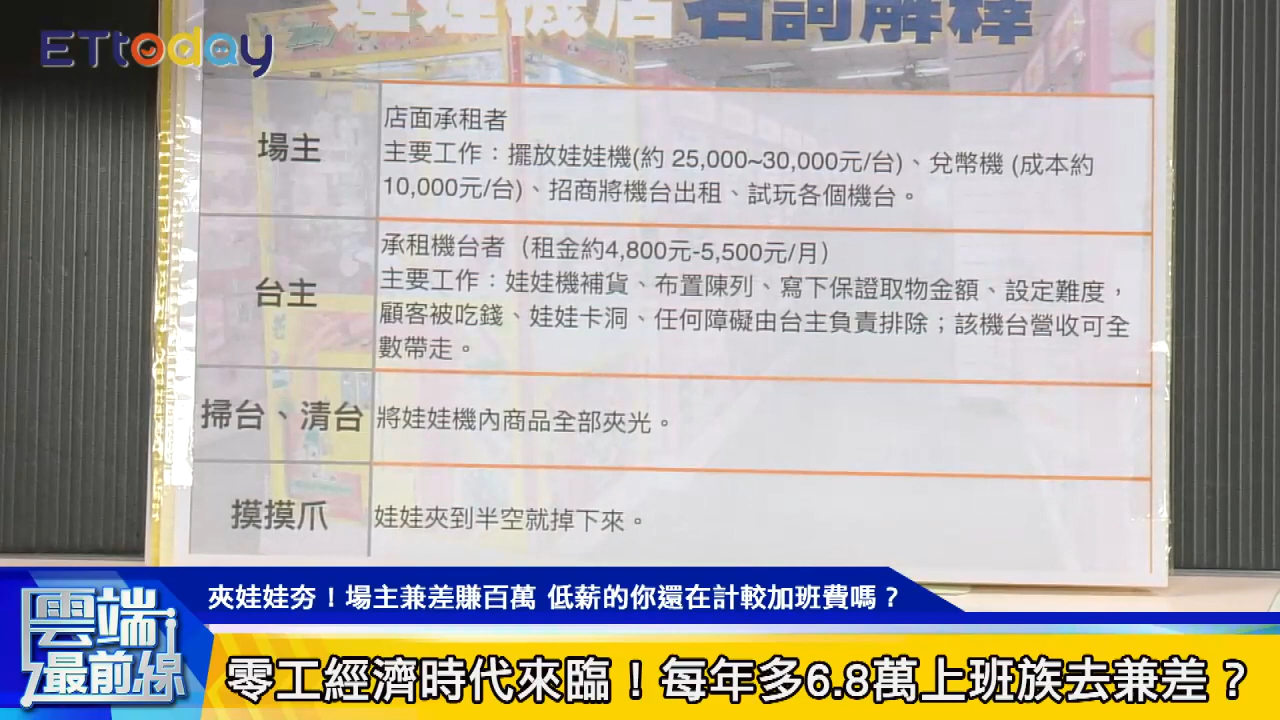 ETtoday
娃娃機店 名詞解釋
場主
店面承租者
主要工作：擺放娃娃機(約 25,000~30,000元/台)、兌幣機 (成本約
10,000元/台)、招商將機台出租、試玩各個機台。
台主
承租機台者（租金約4,800元-5,500元/月）
主要工作：娃娃機補貨、布置陳列、寫下保證取物金額、設定難度，
顧客被吃錢、娃娃卡洞、任何障礙由台主負責排除；該機台營收可全
數帶走。
掃台、清台
將娃娃機內商品全部夾光。
摸摸爪
娃娃夾到半空就掉下來。
雲端
最前線
夾娃娃夯！場主兼差賺百萬 低薪的你還在計較加班費嗎？
零工經濟時代來臨！每年多6.8萬上班族去兼差？